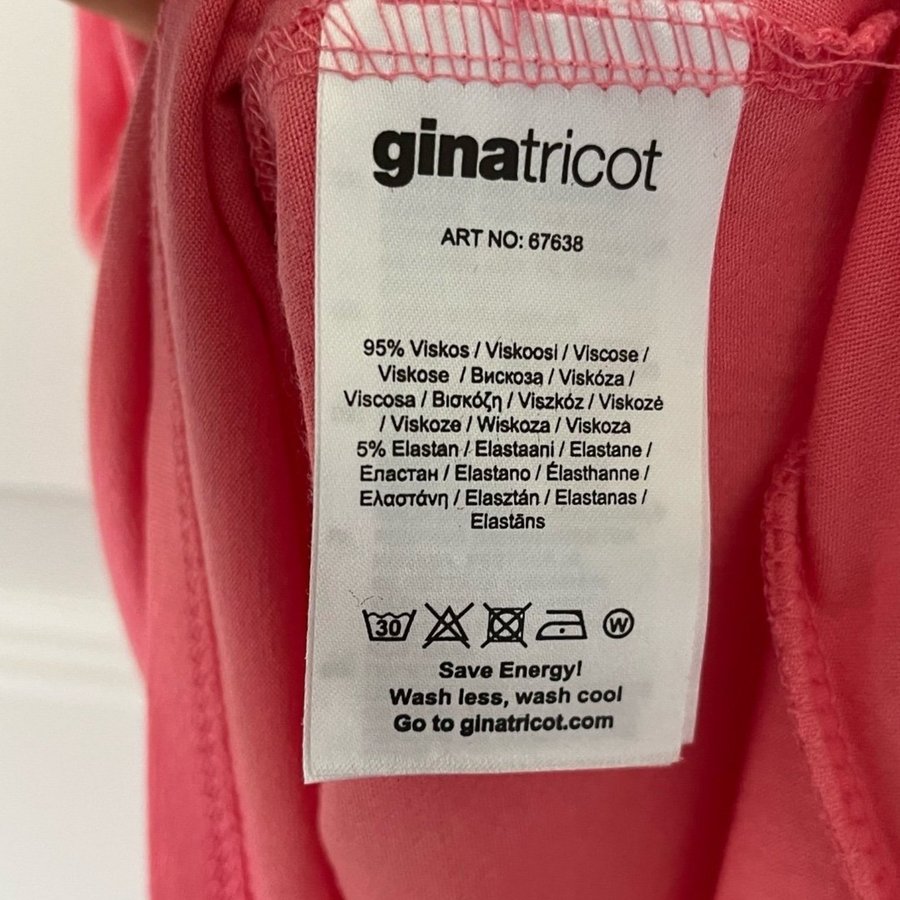 ginatricot
ART NO: 67638
95% Viskos / Viskoosi / Viscose /
Viskose / Вискоза / Viskóza /
Viscosa / Βισκόζη / Viszkóz / Viskozė
/ Viskoze / Wiskoza / Viskoza
5% Elastan / Elastaani / Elastane /
Еластан / Elastano / Élasthanne /
Ελαστάνη / Elasztán / Elastanas /
Elastāns
30 W
Save Energy!
Wash less, wash cool
Go to ginatricot.com